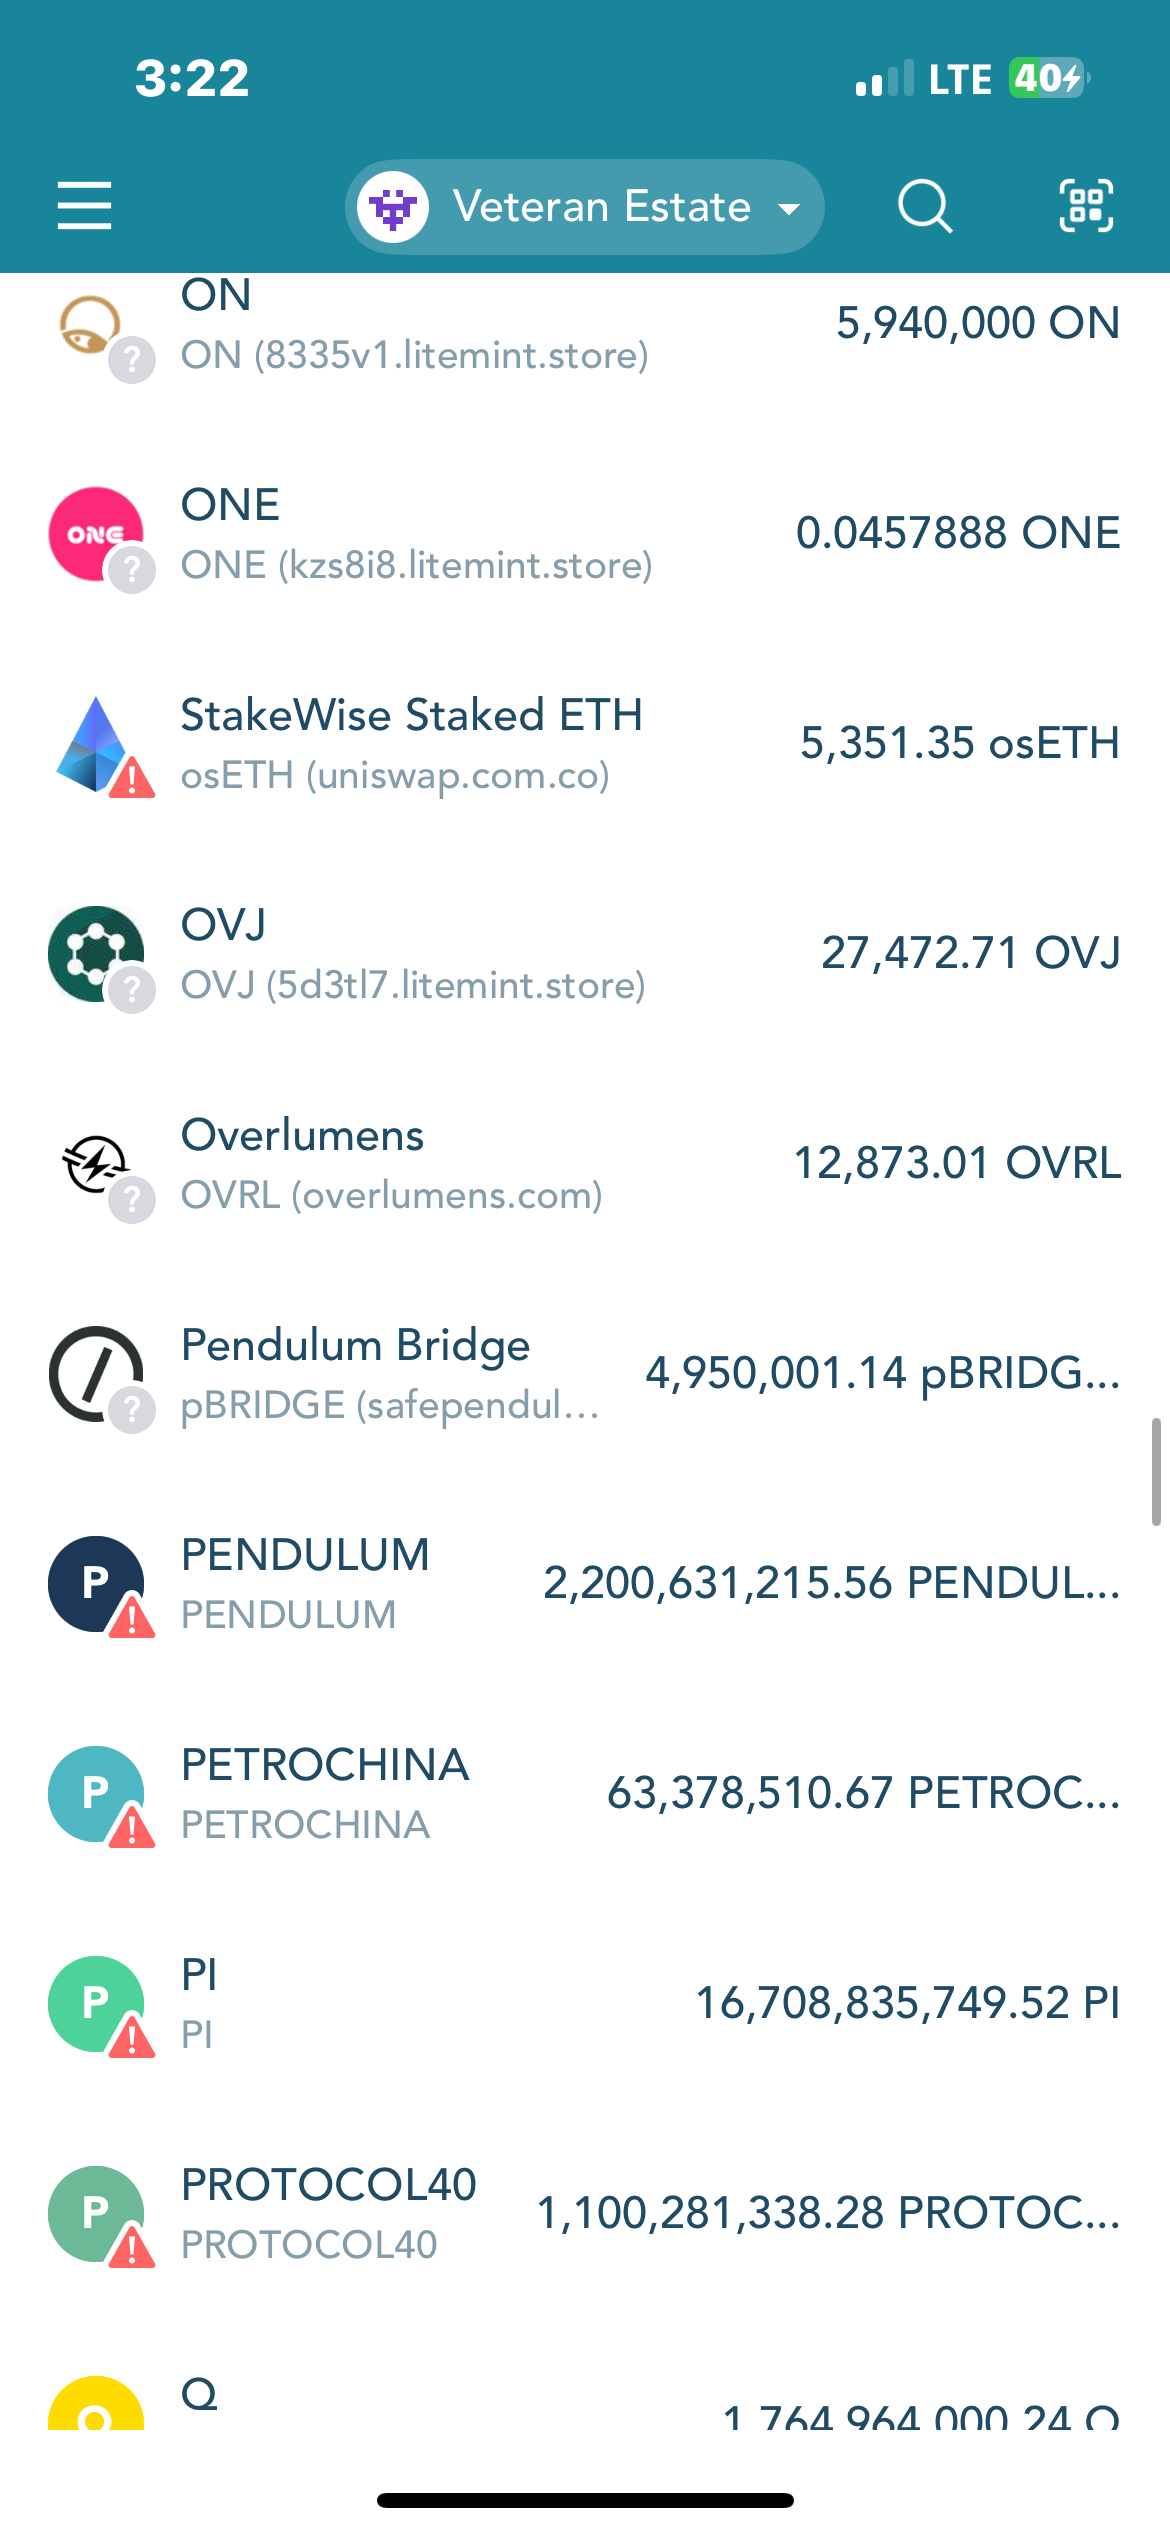 3:22
LTE
40
Veteran Estate
ON
5,940,000 ON
ON (8335v1.litemint.store)
?
ONE
ONE
0.0457888 ONE
ONE (kzs8i8.litemint.store)
?
StakeWise Staked ETH
5,351.35 osETH
osETH (uniswap.com.co)
!
OVJ
27,472.71 OVJ
OVJ (5d3tl7.litemint.store)
?
Overlumens
12,873.01 OVRL
OVRL (overlumens.com)
?
Pendulum Bridge
4,950,001.14 pBRIDG...
pBRIDGE (safependul...
?
PENDULUM
P
2,200,631,215.56 PENDUL...
PENDULUM
!
PETROCHINA
P
63,378,510.67 PETROC...
PETROCHINA
!
PI
P
16,708,835,749.52 PI
PI
!
PROTOCOL40
P
1,100,281,338.28 PROTOC...
PROTOCOL40
!
Q
Q
1,764,964,000.24 Q